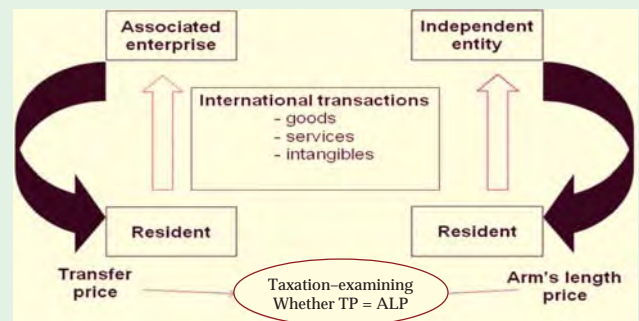 Associated
enterprise
Independent
entity
International transactions
- goods
- services
- intangibles
Resident
Resident
Transfer
price
Taxation–examining
Whether TP = ALP
Arm's length
price